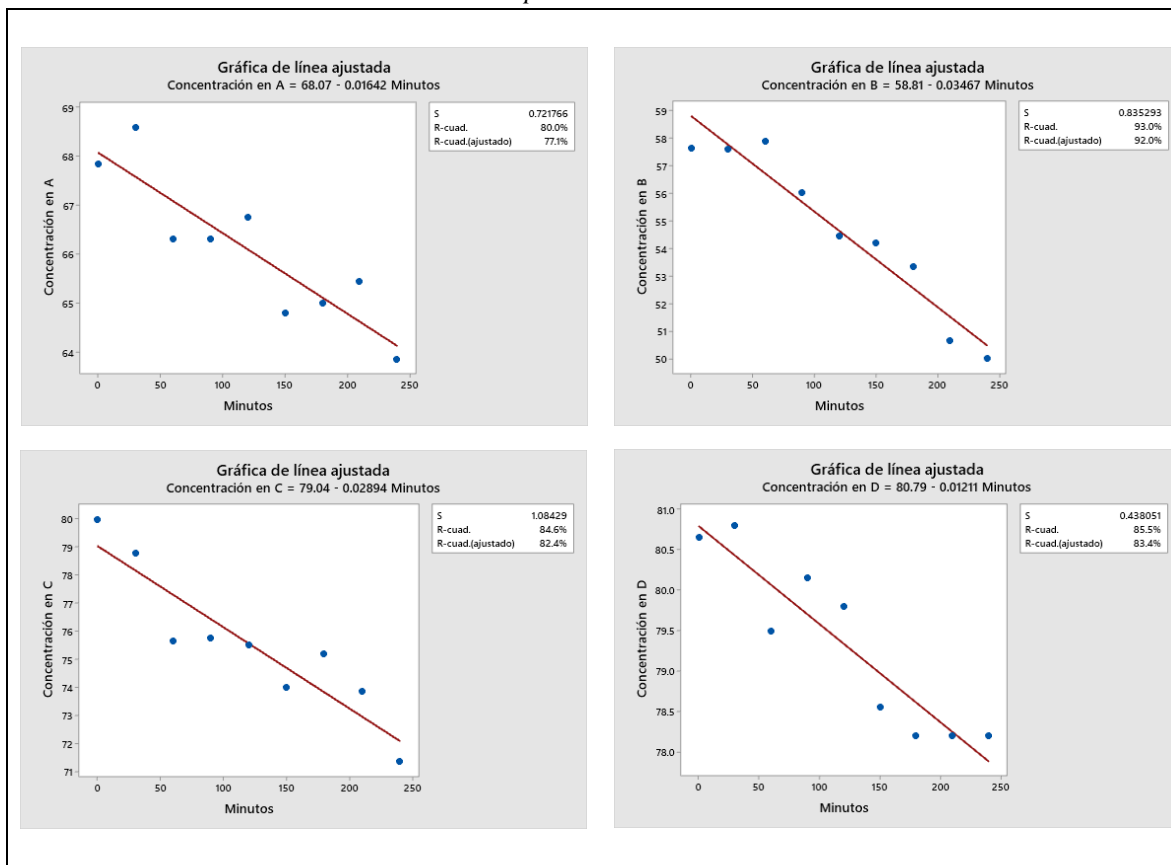 Gráfica de línea ajustada
Concentración en A = 68.07 - 0.01642 Minutos
S 0.721766
R-cuad. 80.0%
R-cuad.(ajustado) 77.1%
69
68
67
66
65
64
Concentración en A
0 50 100 150 200 250
Minutos
Gráfica de línea ajustada
Concentración en B = 58.81 - 0.03467 Minutos
S 0.835293
R-cuad. 93.0%
R-cuad.(ajustado) 92.0%
59
58
57
56
55
54
53
52
51
50
Concentración en B
0 50 100 150 200 250
Minutos
Gráfica de línea ajustada
Concentración en C = 79.04 - 0.02894 Minutos
S 1.08429
R-cuad. 84.6%
R-cuad.(ajustado) 82.4%
80
79
78
77
76
75
74
73
72
71
Concentración en C
0 50 100 150 200 250
Minutos
Gráfica de línea ajustada
Concentración en D = 80.79 - 0.01211 Minutos
S 0.438051
R-cuad. 85.5%
R-cuad.(ajustado) 83.4%
81.0
80.5
80.0
79.5
79.0
78.5
78.0
Concentración en D
0 50 100 150 200 250
Minutos